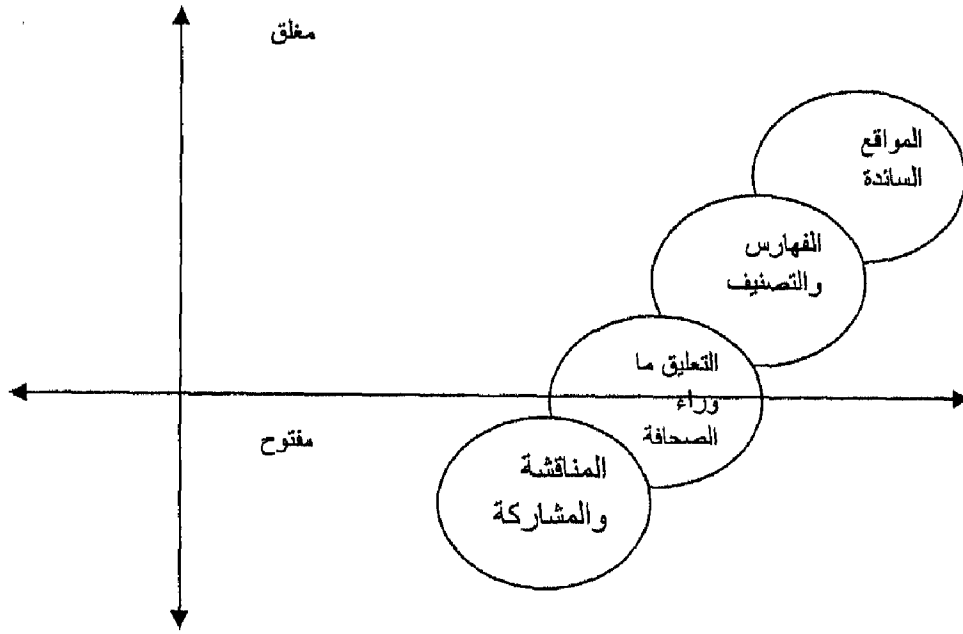 مغلق
المواقع
السائدة
الفهارس
والتصنيف
التعليق ما
وراء
الصحافة
مفتوح
المناقشة
والمشاركة